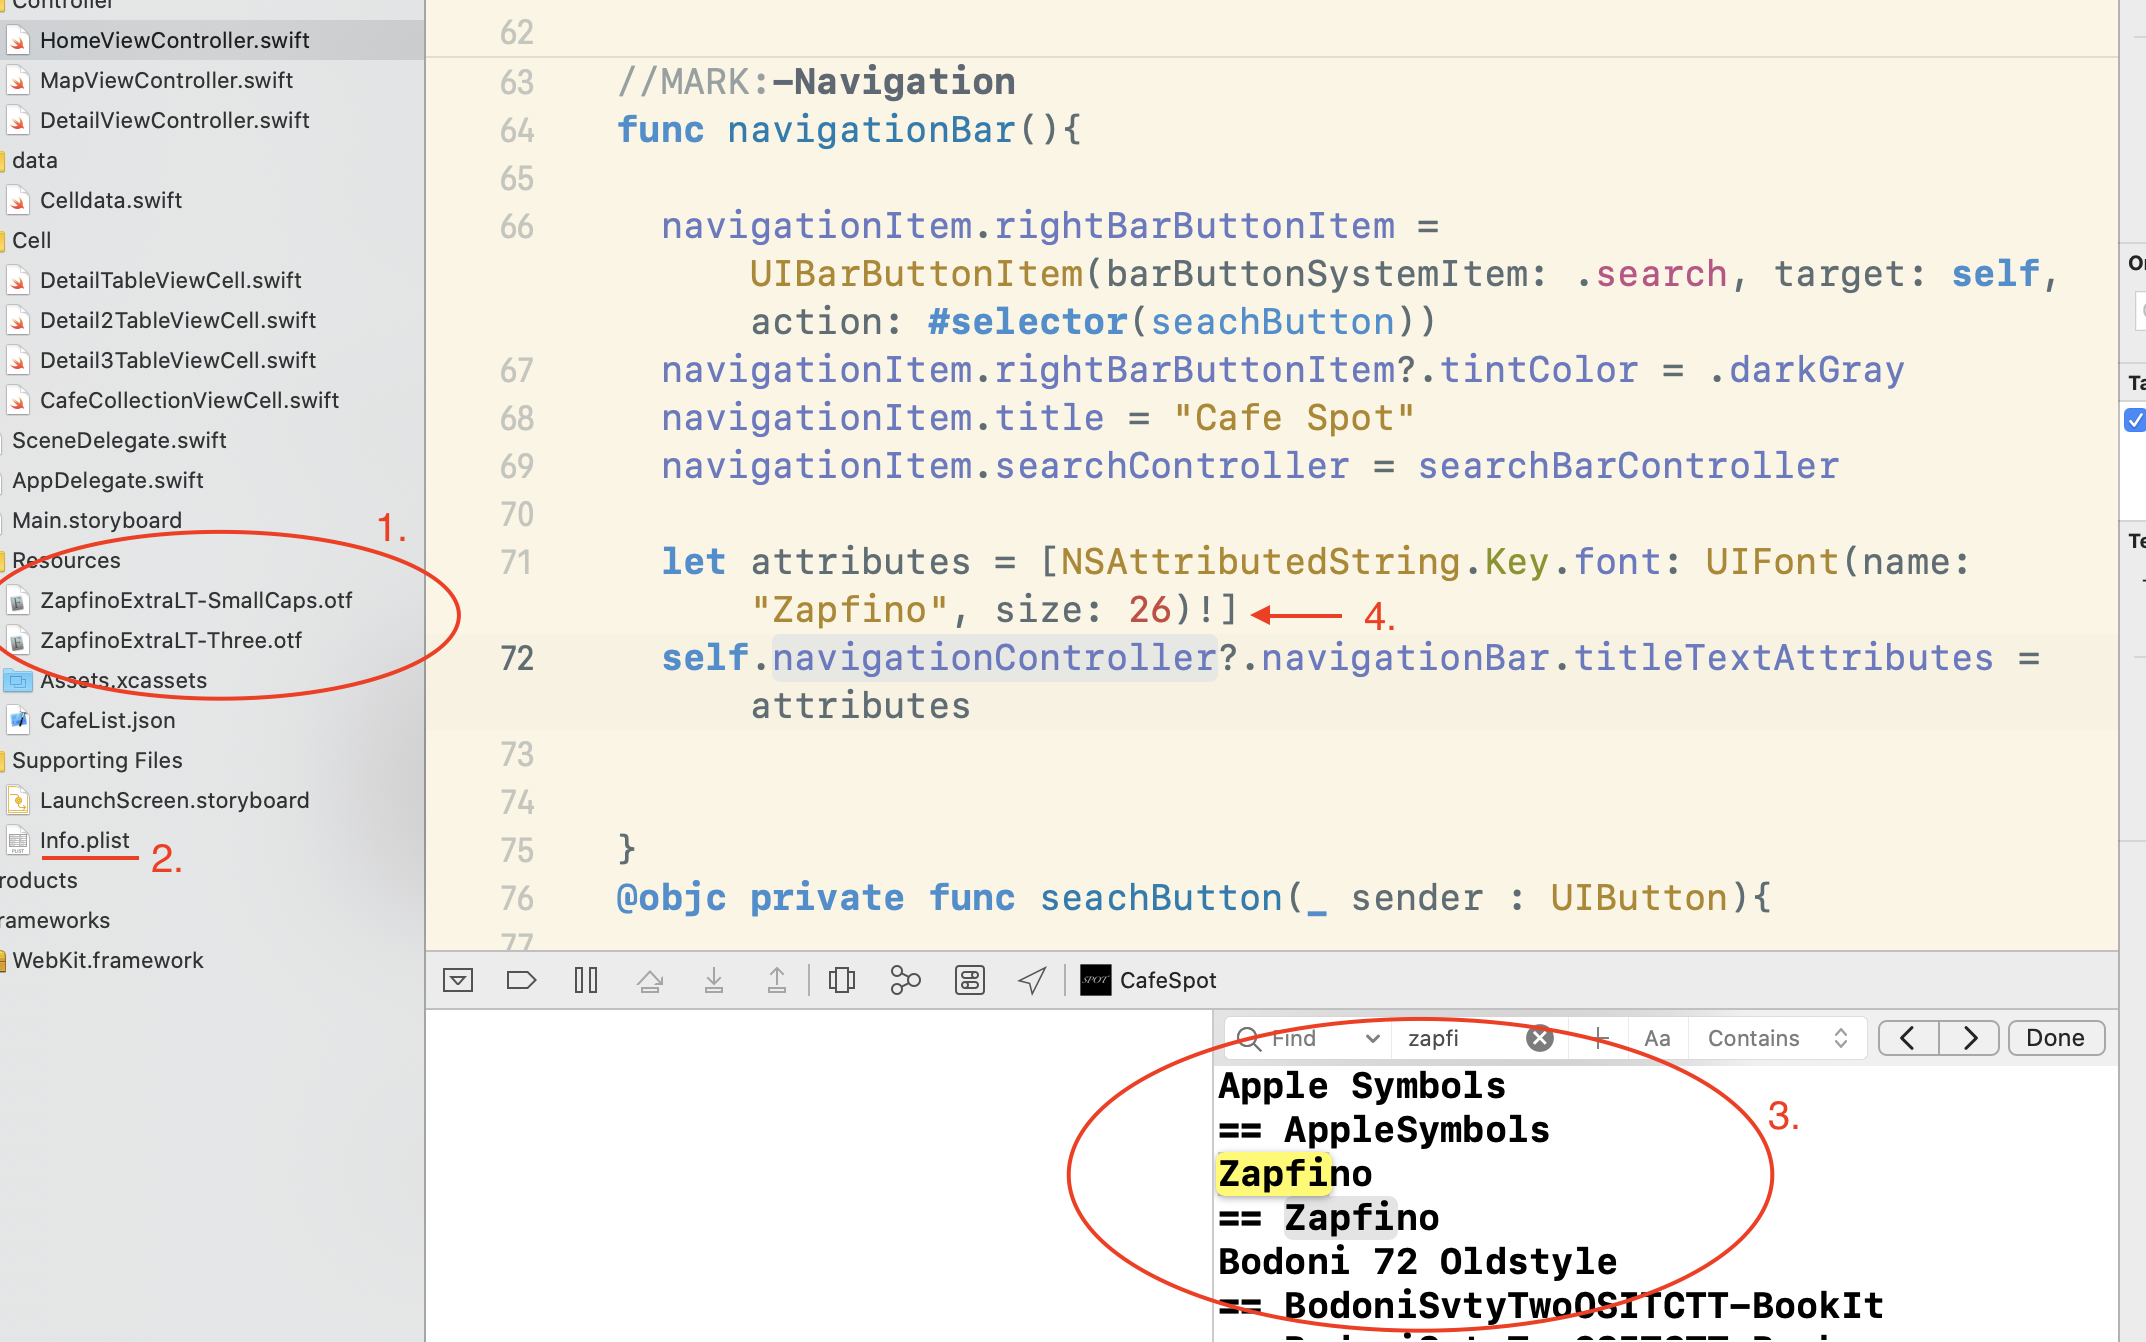 Controller
HomeViewController.swift
MapViewController.swift
DetailViewController.swift
data
Celldata.swift
Cell
DetailTableViewCell.swift
Detail2TableViewCell.swift
Detail3TableViewCell.swift
CafeCollectionViewCell.swift
SceneDelegate.swift
AppDelegate.swift
Main.storyboard
1.
Resources
ZapfinoExtraLT-SmallCaps.otf
ZapfinoExtraLT-Three.otf
Assets.xcassets
CafeList.json
Supporting Files
LaunchScreen.storyboard
Info.plist
2.
roducts
rameworks
WebKit.framework
62
63 //MARK:-Navigation
64 func navigationBar(){
65
66 navigationItem.rightBarButtonItem =
UIBarButtonItem(barButtonSystemItem: .search, target: self,
action: #selector(seachButton))
67 navigationItem.rightBarButtonItem?.tintColor = .darkGray
68 navigationItem.title = "Cafe Spot"
69 navigationItem.searchController = searchBarController
70
71 let attributes = [NSAttributedString.Key.font: UIFont(name:
"Zapfino", size: 26)!] 4.
72 self.navigationController?.navigationBar.titleTextAttributes =
attributes
73
74
75 }
76 @objc private func seachButton(_ sender : UIButton){
77
SPOT CafeSpot
Find zapfi Aa Contains Done
Apple Symbols
== AppleSymbols
Zapfino
== Zapfino
Bodoni 72 Oldstyle
== BodoniSvtyTwoOSITCTT-BookIt
3.